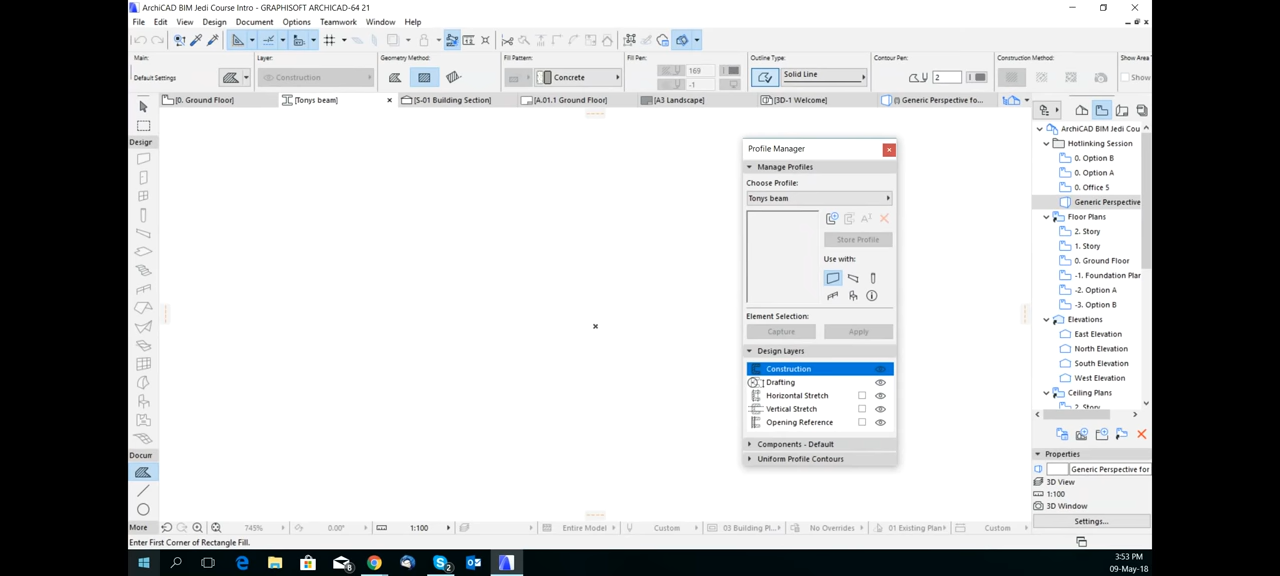 ArchiCAD BIM Jedi Course Intro - GRAPHISOFT ARCHICAD-64 21
File Edit View Design Document Options Teamwork Window Help
Main: Layer: Geometry Method: Fill Pattern: Fill Pen: Outline Type: Contour Pen: Construction Method: Show Area
Default Settings Construction Concrete 169 -1 Solid Line 2 Show
[0. Ground Floor] [Tonys beam] [S-01 Building Section] [A.01.1 Ground Floor] [A3 Landscape] [3D-1 Welcome] (!) Generic Perspective fo...
Design
Docum
More
Profile Manager
Manage Profiles
Choose Profile:
Tonys beam
Store Profile
Use with:
Element Selection:
Capture Apply
Design Layers
Construction
Drafting
Horizontal Stretch
Vertical Stretch
Opening Reference
Components - Default
Uniform Profile Contours
ArchiCAD BIM Jedi Cou
Hotlinking Session
0. Option B
0. Option A
0. Office 5
Generic Perspective
Floor Plans
2. Story
1. Story
0. Ground Floor
-1. Foundation Plar
-2. Option A
-3. Option B
Elevations
East Elevation
North Elevation
South Elevation
West Elevation
Ceiling Plans
2. Story
Properties
Generic Perspective for
3D View
1:100
3D Window
Settings...
745% 0.00° 1:100 Entire Model Custom 03 Building Pl... No Overrides 01 Existing Plan Custom
Enter First Corner of Rectangle Fill.
3:53 PM
09-May-18